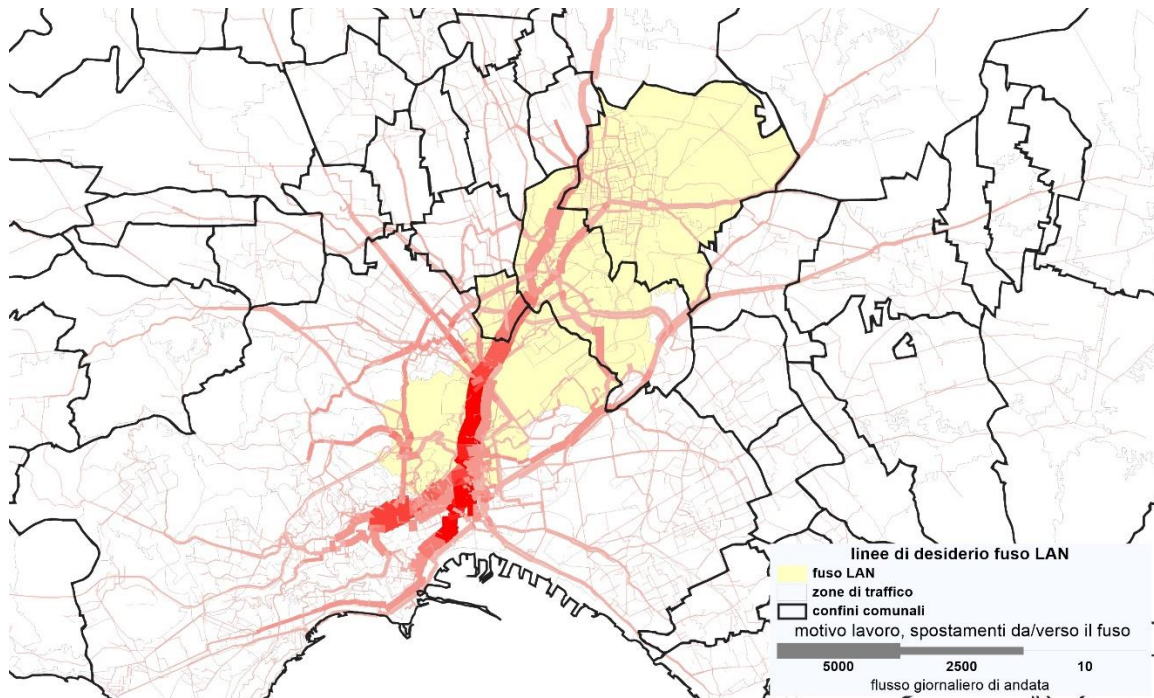 linee di desiderio fuso LAN
fuso LAN
zone di traffico
confini comunali
motivo lavoro, spostamenti da/verso il fuso
5000 2500 10
flusso giornaliero di andata